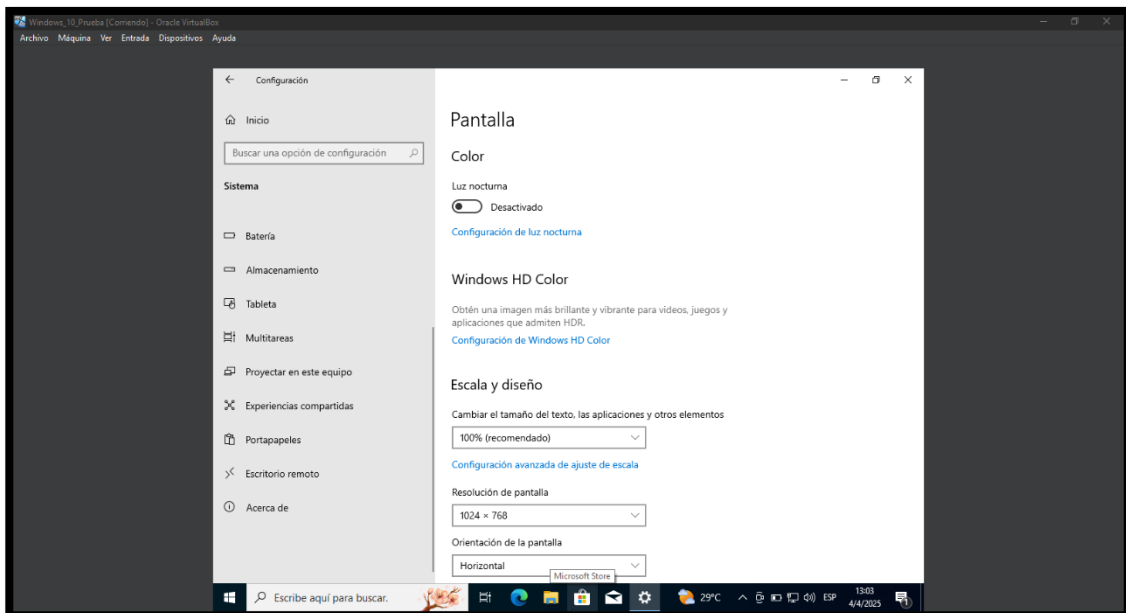 Windows_10_Prueba [Corriendo] - Oracle VirtualBox
Archivo Máquina Ver Entrada Dispositivos Ayuda
Configuración
Inicio
Buscar una opción de configuración
Sistema
Batería
Almacenamiento
Tableta
Multitareas
Proyectar en este equipo
Experiencias compartidas
Portapapeles
Escritorio remoto
Acerca de
Pantalla
Color
Luz nocturna
Desactivado
Configuración de luz nocturna
Windows HD Color
Obtén una imagen más brillante y vibrante para videos, juegos y
aplicaciones que admiten HDR.
Configuración de Windows HD Color
Escala y diseño
Cambiar el tamaño del texto, las aplicaciones y otros elementos
100% (recomendado)
Configuración avanzada de ajuste de escala
Resolución de pantalla
1024 × 768
Orientación de la pantalla
Horizontal
Microsoft Store
Escribe aquí para buscar.
29°C
ESP
13:03
4/4/2025
1